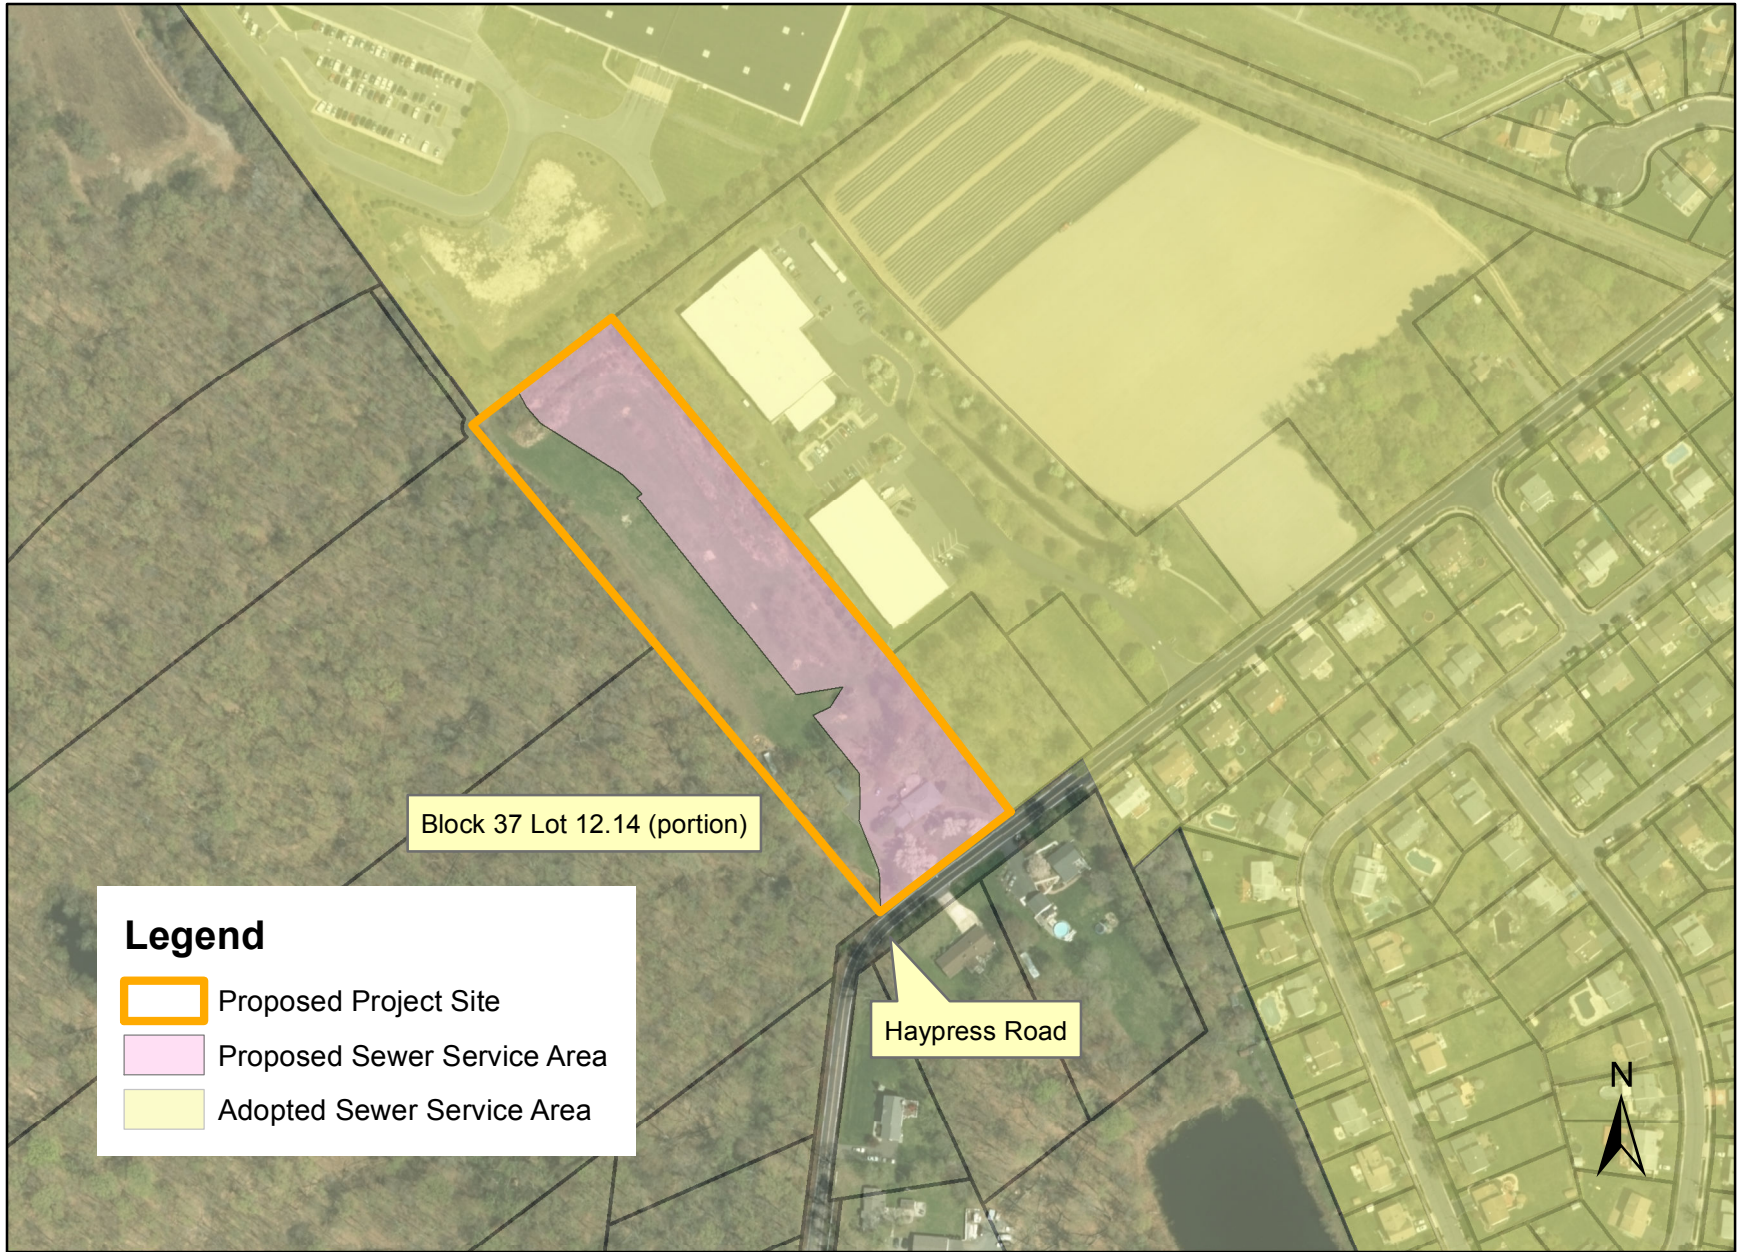 Block 37 Lot 12.14 (portion)
Legend
Proposed Project Site
Proposed Sewer Service Area
Adopted Sewer Service Area
Haypress Road
N